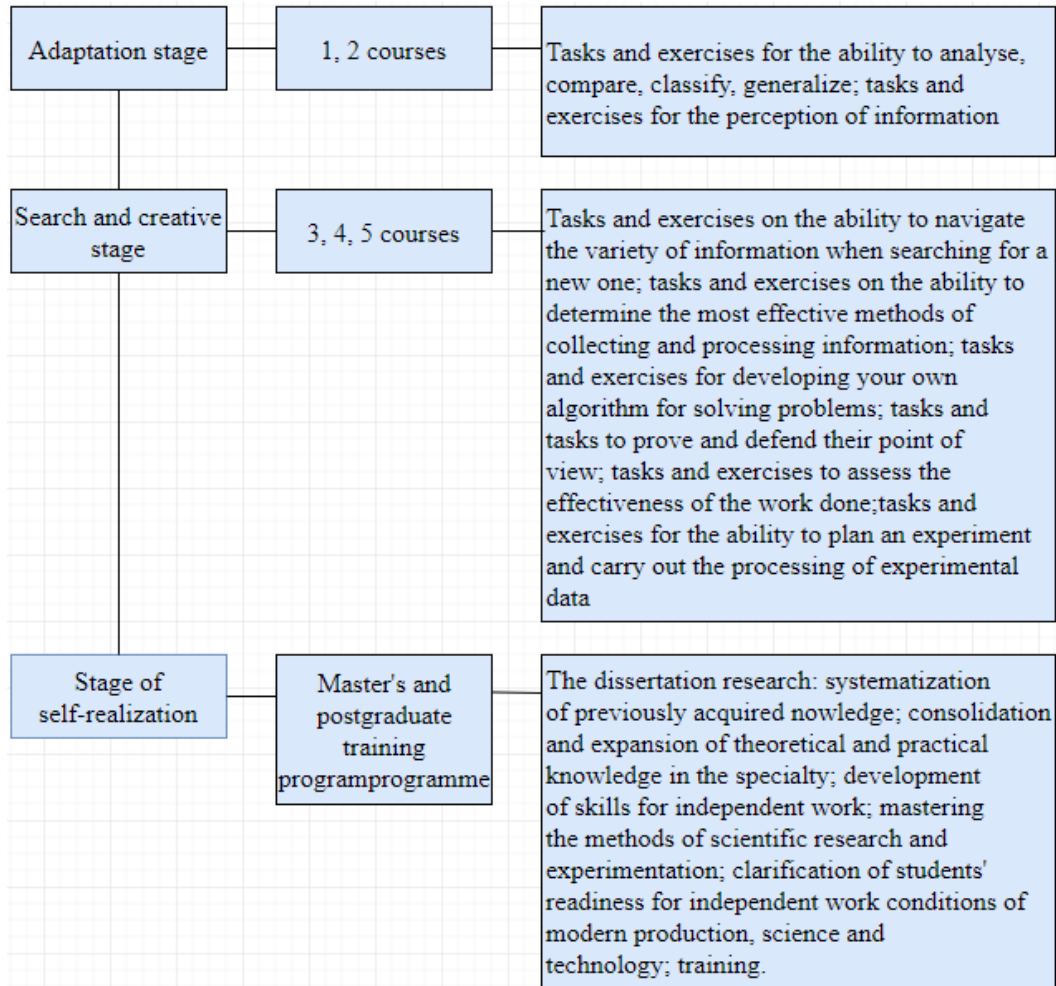 Adaptation stage
1, 2 courses
Tasks and exercises for the ability to analyse,
compare, classify, generalize; tasks and
exercises for the perception of information
Search and creative
stage
3, 4, 5 courses
Tasks and exercises on the ability to navigate
the variety of information when searching for a
new one; tasks and exercises on the ability to
determine the most effective methods of
collecting and processing information; tasks
and exercises for developing your own
algorithm for solving problems; tasks and
tasks to prove and defend their point of
view; tasks and exercises to assess the
effectiveness of the work done;tasks and
exercises for the ability to plan an experiment
and carry out the processing of experimental
data
Stage of
self-realization
Master's and
postgraduate
training
programprogramme
The dissertation research: systematization
of previously acquired nowledge; consolidation
and expansion of theoretical and practical
knowledge in the specialty; development
of skills for independent work; mastering
the methods of scientific research and
experimentation; clarification of students'
readiness for independent work conditions of
modern production, science and
technology; training.